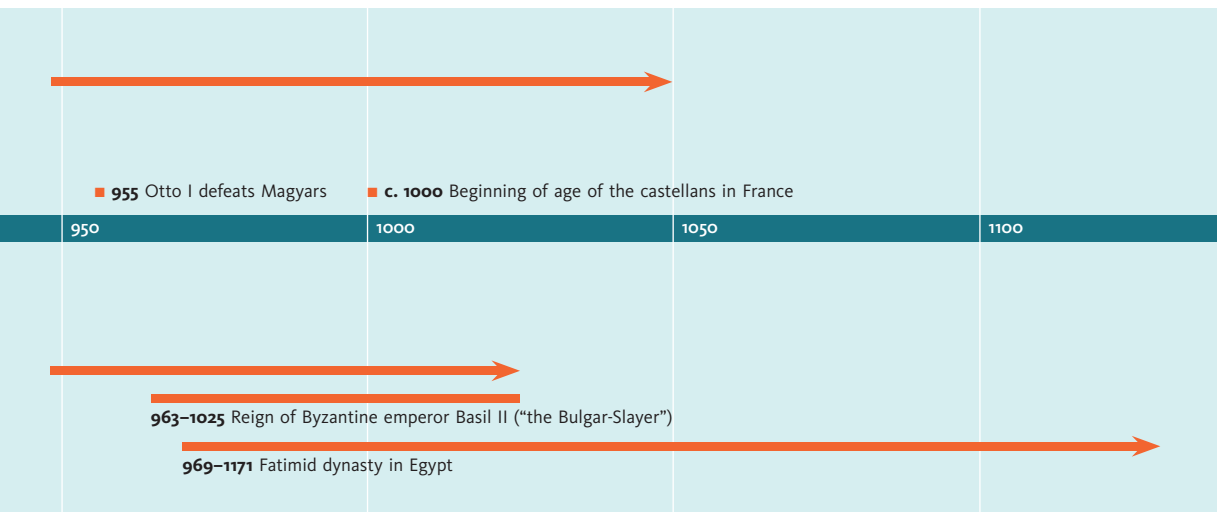 ■ 955 Otto I defeats Magyars ■ c. 1000 Beginning of age of the castellans in France
950 1000 1050 1100
963–1025 Reign of Byzantine emperor Basil II (“the Bulgar-Slayer”)
969–1171 Fatimid dynasty in Egypt